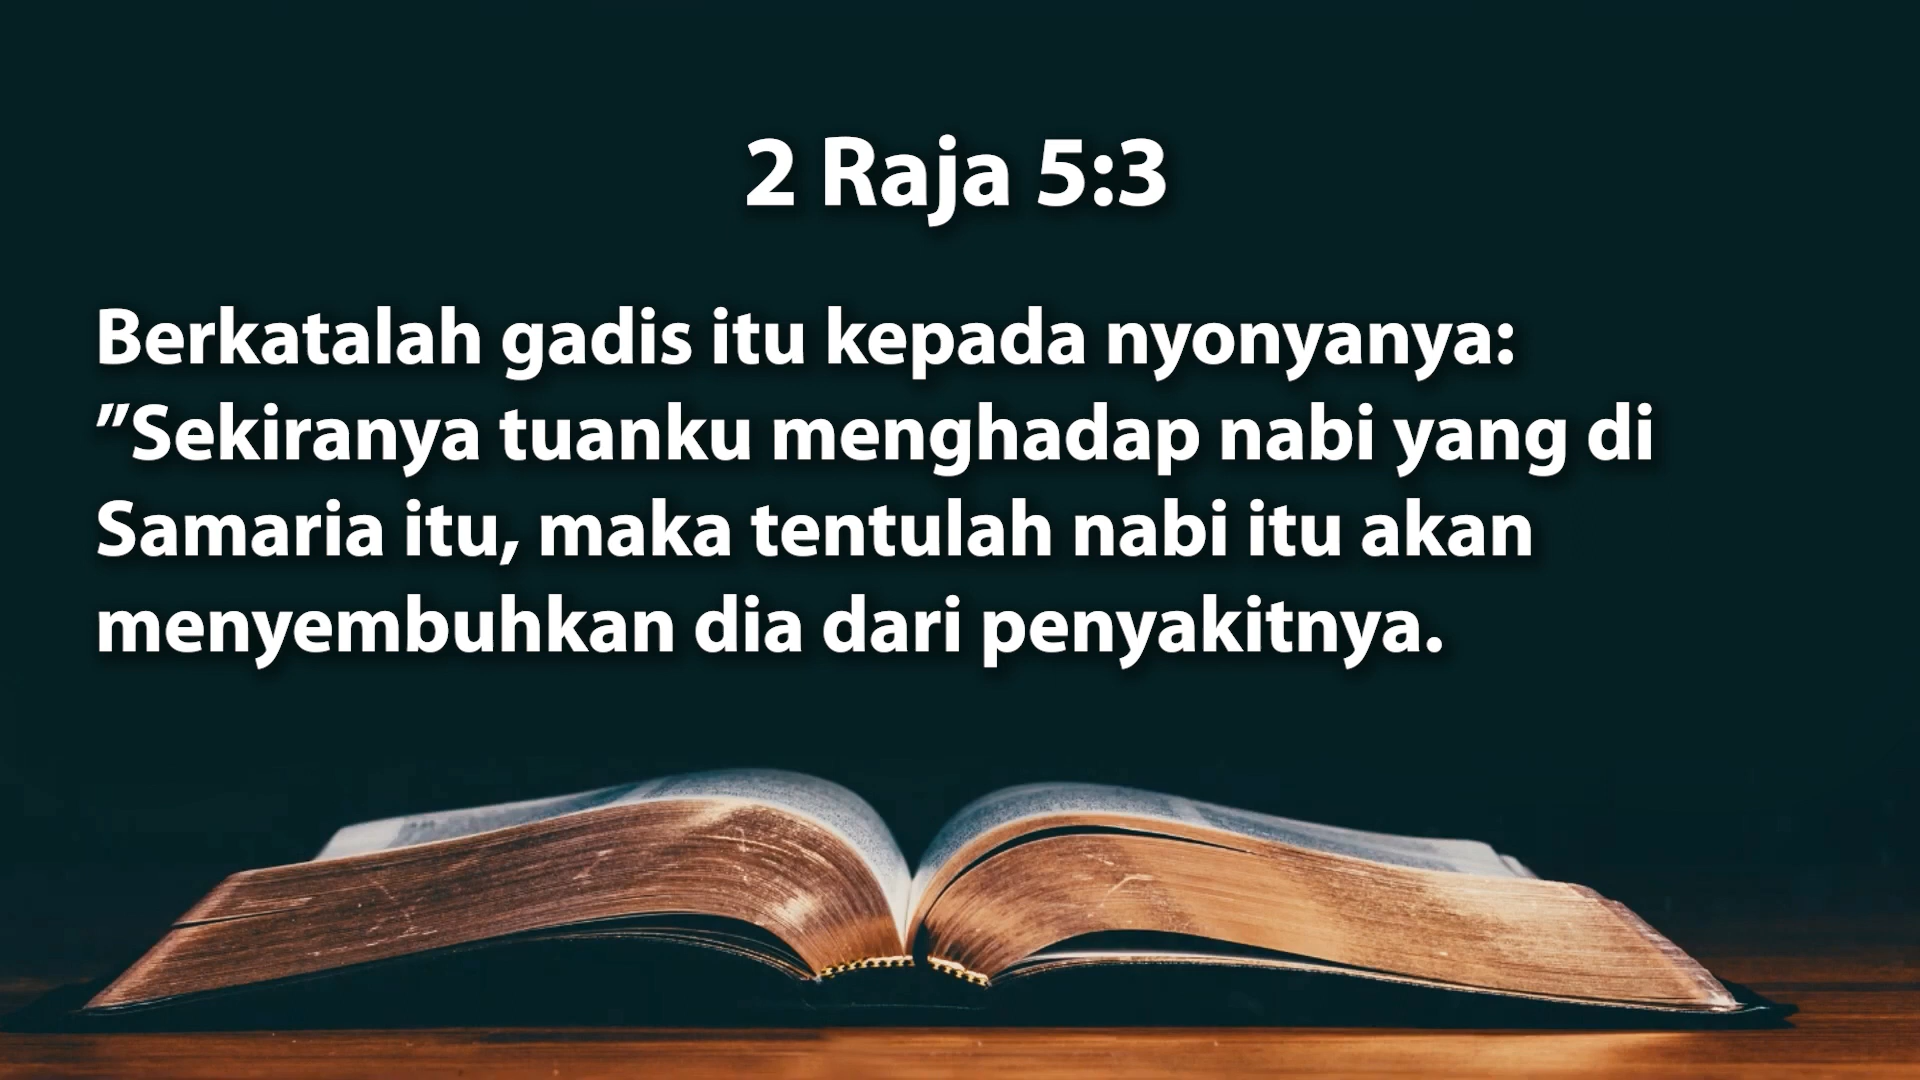 2 Raja 5:3
Berkatalah gadis itu kepada nyonyanya:
”Sekiranya tuanku menghadap nabi yang di
Samaria itu, maka tentulah nabi itu akan
menyembuhkan dia dari penyakitnya.